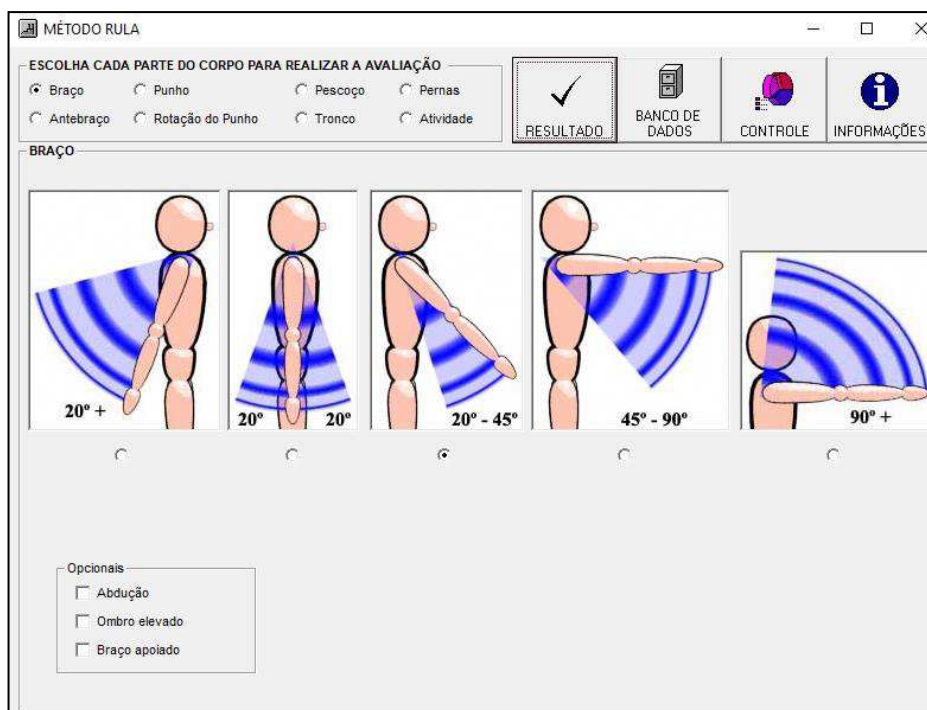 MÉTODO RULA
ESCOLHA CADA PARTE DO CORPO PARA REALIZAR A AVALIAÇÃO
Braço Punho Pescoço Pernas
Antebraço Rotação do Punho Tronco Atividade
RESULTADO
BANCO DE
DADOS
CONTROLE
INFORMAÇÕES
BRAÇO
20º +
20º 20º
20º - 45º
45º - 90º
90º +
Opcionais
Abdução
Ombro elevado
Braço apoiado